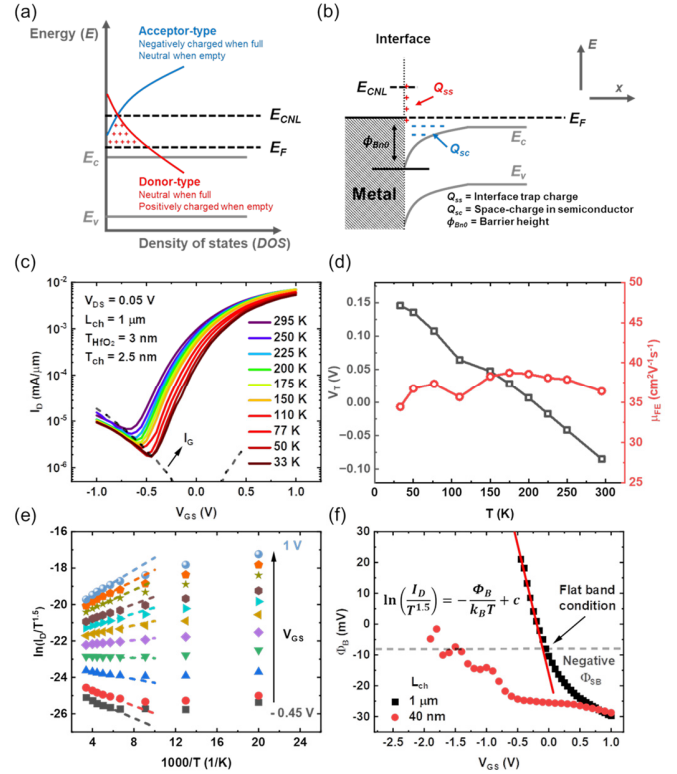 (a)
Energy (E)
Acceptor-type
Negatively charged when full
Neutral when empty
E_CNL
E_F
E_c
Donor-type
Neutral when full
Positively charged when empty
E_v
Density of states (DOS)
(b)
Interface
E
x
E_CNL
Q_ss
E_F
ϕ_Bn0
Q_sc
E_c
E_v
Metal
Q_ss = Interface trap charge
Q_sc = Space-charge in semiconductor
ϕ_Bn0 = Barrier height
(c)
10⁻²
10⁻³
10⁻⁴
10⁻⁵
10⁻⁶
I_D (mA/μm)
V_DS = 0.05 V
L_ch = 1 μm
T_HfO2 = 3 nm
T_ch = 2.5 nm
295 K
250 K
225 K
200 K
175 K
150 K
110 K
77 K
50 K
33 K
I_G
-1.0 -0.5 0.0 0.5 1.0
V_GS (V)
(d)
0.15
0.10
0.05
0.00
-0.05
-0.10
V_T (V)
50
45
40
35
30
25
μ_FE (cm²V⁻¹s⁻¹)
0 50 100 150 200 250 300
T (K)
(e)
-16
-18
-20
-22
-24
-26
ln(I_D/T^1.5)
1 V
V_GS
- 0.45 V
4 8 12 16 20 24
1000/T (1/K)
(f)
30
20
10
0
-10
-20
-30
Φ_B (mV)
ln(I_D/T^1.5) = -Φ_B/k_BT + c
Flat band
condition
Negative
Φ_SB
L_ch
1 μm
40 nm
-2.0 -1.5 -1.0 -0.5 0.0 0.5 1.0
V_GS (V)